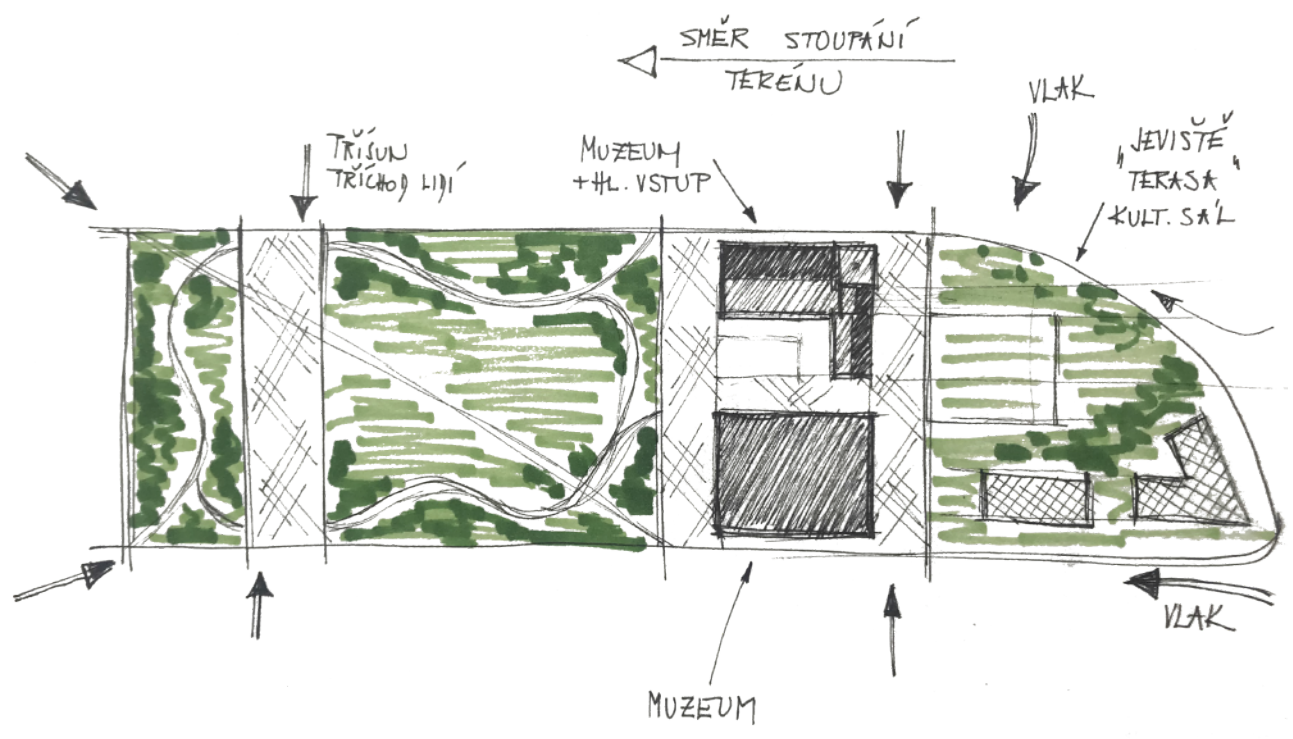 SMĚR STOUPÁNÍ
TERÉNU
VLAK
PŘÍSUN
PŘÍCHOD LIDÍ
MUZEUM
+HL. VSTUP
„JEVIŠTĚ
TERASA“
KULT. SÁL
VLAK
MUZEUM